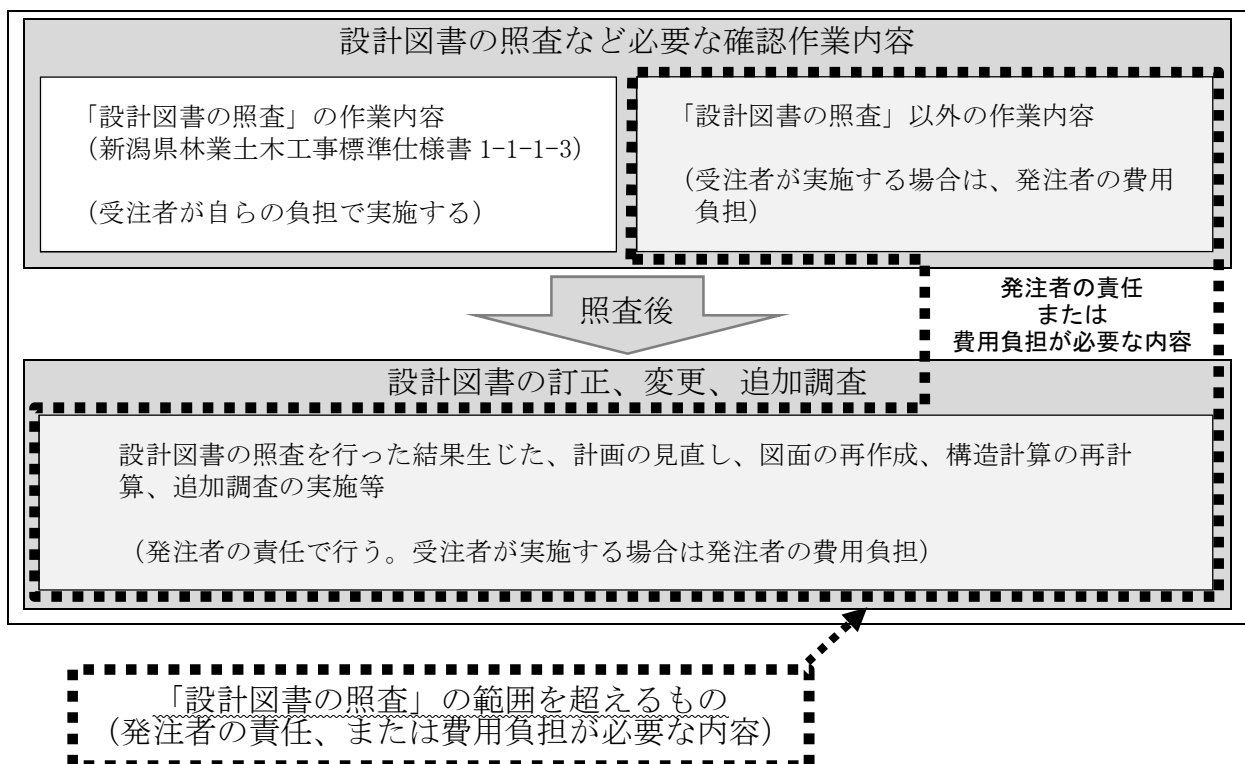 設計図書の照査など必要な確認作業内容
「設計図書の照査」の作業内容
(新潟県林業土木工事標準仕様書 1-1-1-3)
(受注者が自らの負担で実施する)
「設計図書の照査」以外の作業内容
(受注者が実施する場合は、発注者の費用
負担)
照査後
発注者の責任
または
費用負担が必要な内容
設計図書の訂正、変更、追加調査
設計図書の照査を行った結果生じた、計画の見直し、図面の再作成、構造計算の再計
算、追加調査の実施等
(発注者の責任で行う。受注者が実施する場合は発注者の費用負担)
「設計図書の照査」の範囲を超えるもの
(発注者の責任、または費用負担が必要な内容)